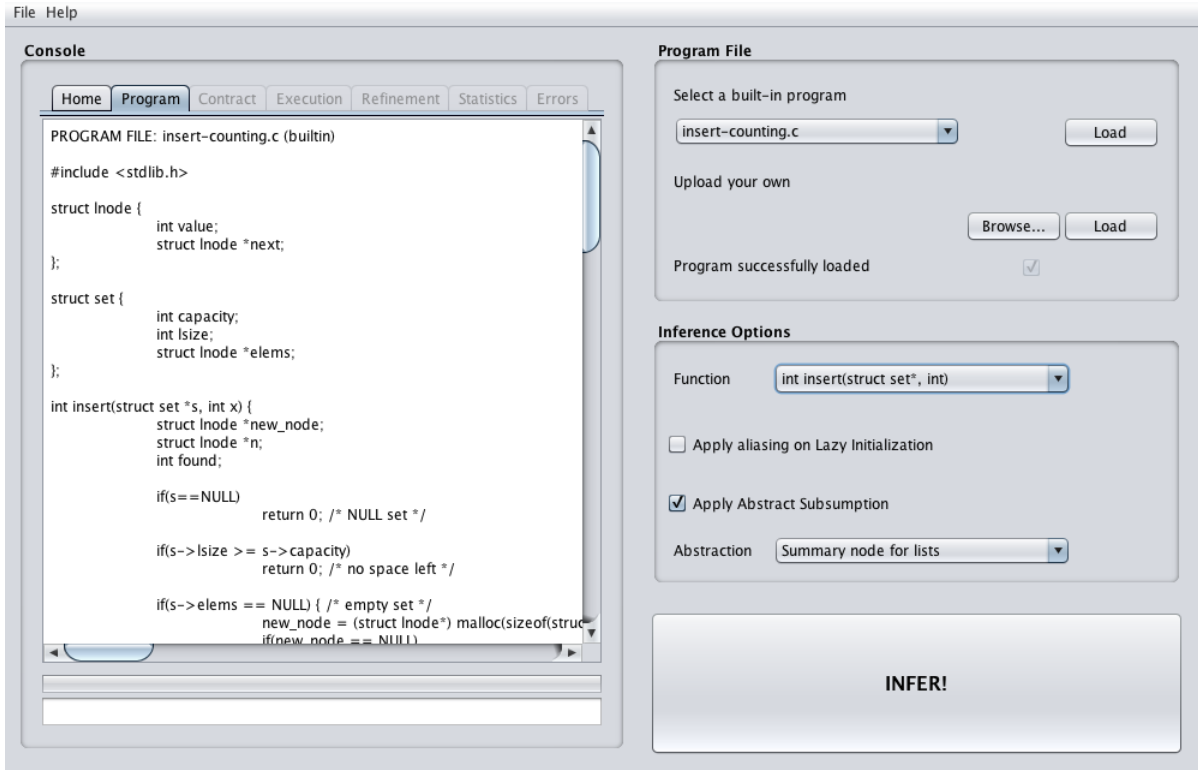 File Help
Console
Home Program Contract Execution Refinement Statistics Errors
PROGRAM FILE: insert-counting.c (builtin)
#include <stdlib.h>
struct lnode {
int value;
struct lnode *next;
};
struct set {
int capacity;
int lsize;
struct lnode *elems;
};
int insert(struct set *s, int x) {
struct lnode *new_node;
struct lnode *n;
int found;
if(s==NULL)
return 0; /* NULL set */
if(s->lsize >= s->capacity)
return 0; /* no space left */
if(s->elems == NULL) { /* empty set */
new_node = (struct lnode*) malloc(sizeof(struc
if(new_node == NULL)
Program File
Select a built-in program
insert-counting.c Load
Upload your own
Browse... Load
Program successfully loaded
Inference Options
Function int insert(struct set*, int)
Apply aliasing on Lazy Initialization
Apply Abstract Subsumption
Abstraction Summary node for lists
INFER!